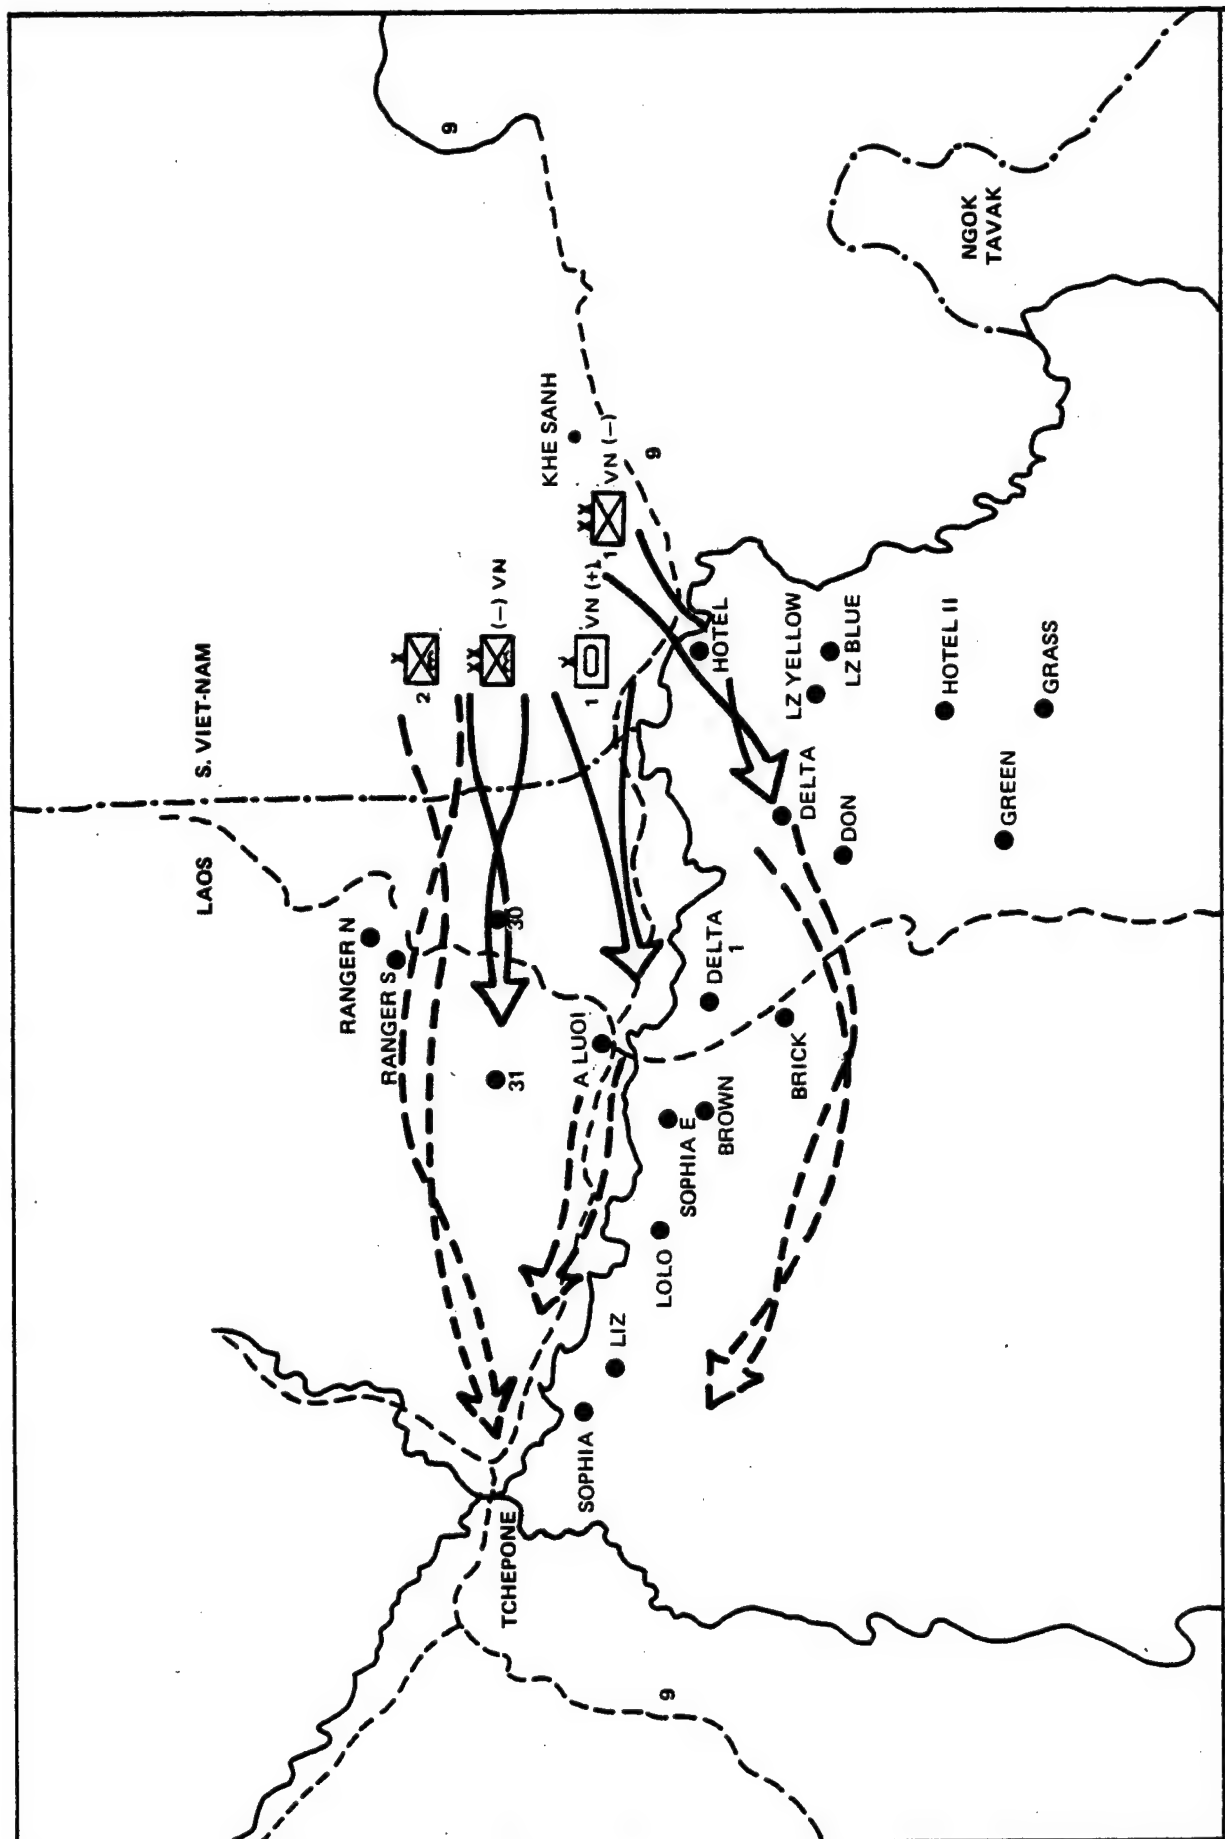 S. VIET-NAM
LAOS
9
NGOK
TAVAK
KHE SANH
VN (–)
XX
1
9
X
2
XX
(–) VN
X
VN (+)
1
HOTEL
LZ YELLOW
LZ BLUE
HOTEL II
GRASS
DELTA
DON
GREEN
RANGER N
RANGER S
30
31
A LUOI
DELTA
1
BRICK
BROWN
SOPHIA E
LOLO
LIZ
SOPHIA
TCHEPONE
9